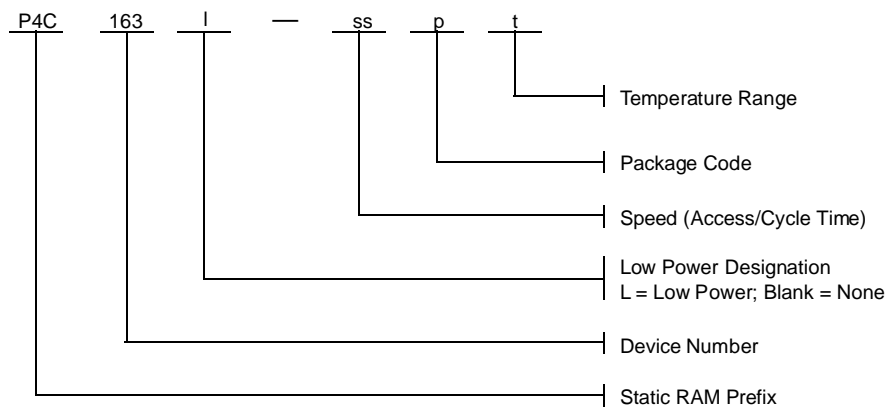 P4C 163 l — ss p t
Temperature Range
Package Code
Speed (Access/Cycle Time)
Low Power Designation
L = Low Power; Blank = None
Device Number
Static RAM Prefix